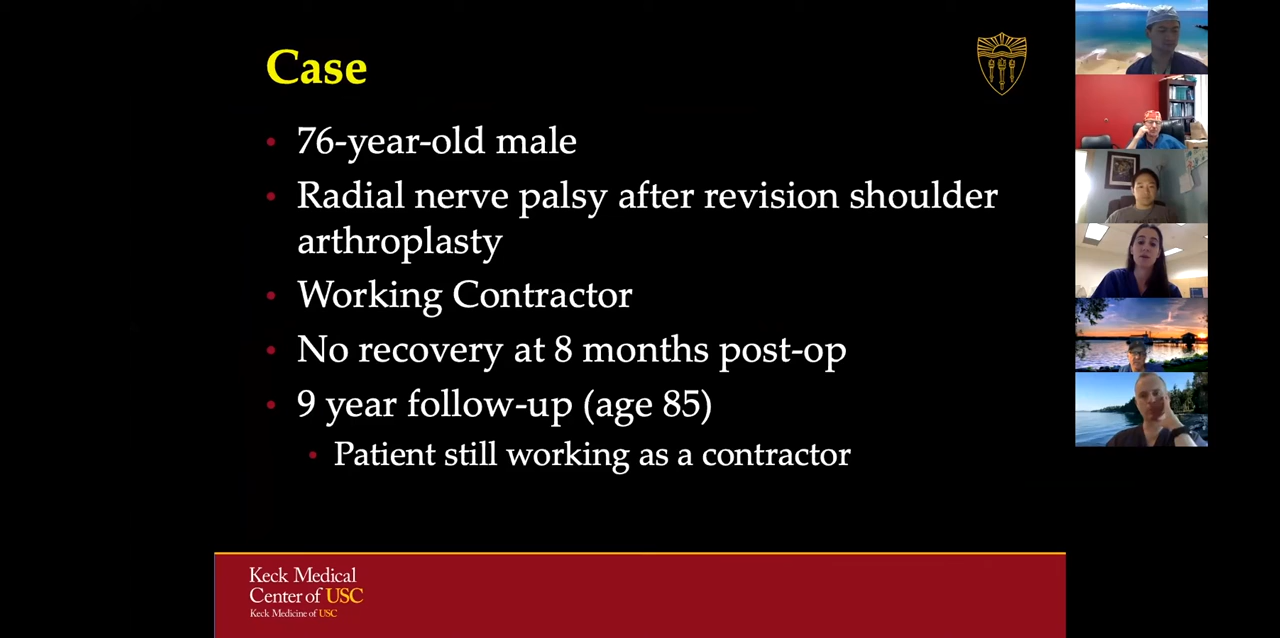 Case
• 76-year-old male
• Radial nerve palsy after revision shoulder
arthroplasty
• Working Contractor
• No recovery at 8 months post-op
• 9 year follow-up (age 85)
• Patient still working as a contractor
Keck Medical
Center of USC
Keck Medicine of USC